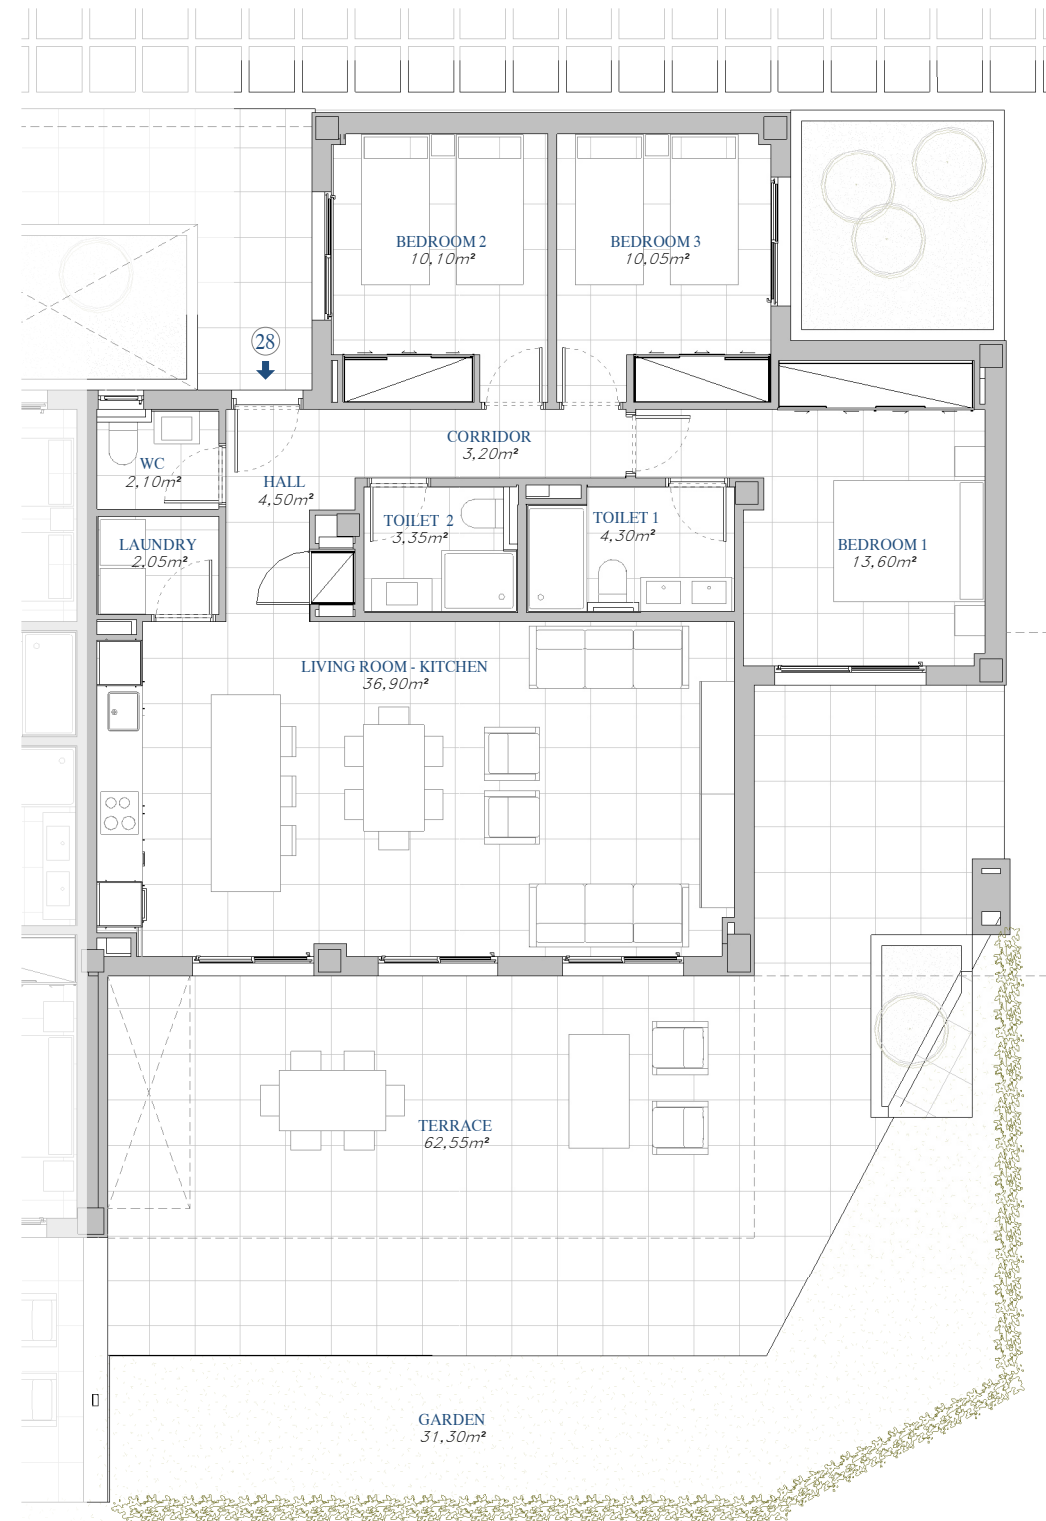 BEDROOM 2
10,10m²
BEDROOM 3
10,05m²
28
CORRIDOR
3,20m²
WC
2,10m²
HALL
4,50m²
TOILET 2
3,35m²
TOILET 1
4,30m²
LAUNDRY
2,05m²
BEDROOM 1
13,60m²
LIVING ROOM - KITCHEN
36,90m²
TERRACE
62,55m²
GARDEN
31,30m²